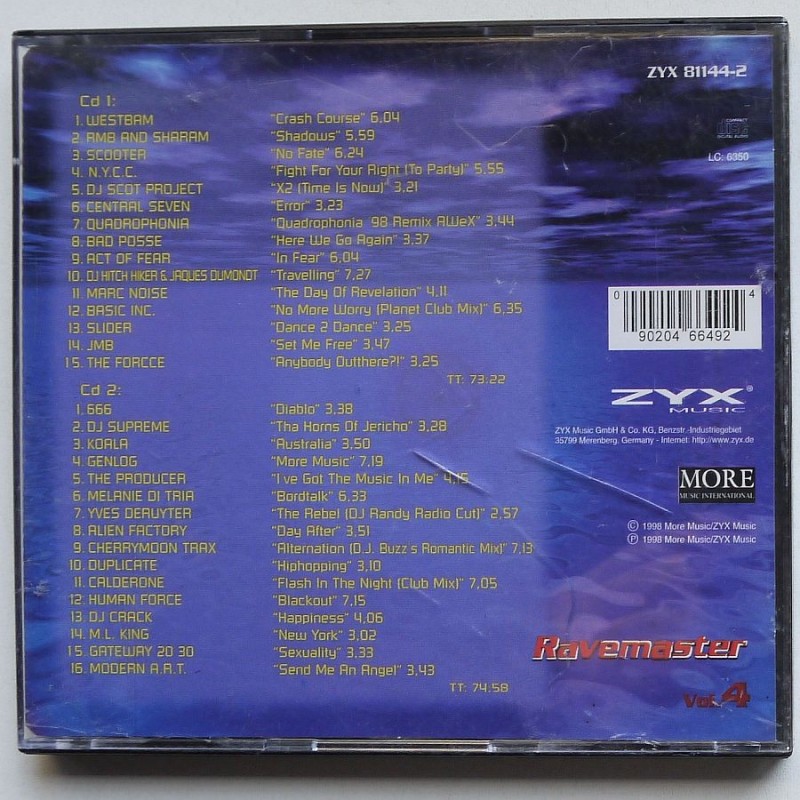 ZYX 81144-2
COMPACT
disc
DIGITAL AUDIO
LC: 6350
Cd 1:
1. WESTBAM "Crash Course" 6,04
2. RMB AND SHARAM "Shadows" 5,59
3. SCOOTER "No Fate" 6,24
4. N.Y.C.C. "Fight For Your Right (To Party)" 5,55
5. DJ SCOT PROJECT "X2 (Time Is Now)" 3,21
6. CENTRAL SEVEN "Error" 3,23
7. QUADROPHONIA "Quadrophonia 98 Remix AWeX" 3,44
8. BAD POSSE "Here We Go Again" 3,37
9. ACT OF FEAR "In Fear" 6,04
10. DJ HITCH HIKER & JAQUES DUMONDT "Travelling" 7,27
11. MARC NOISE "The Day Of Revelation" 4,11
12. BASIC INC. "No More Worry (Planet Club Mix)" 6,35
13. SLIDER "Dance 2 Dance" 3,25
14. JMB "Set Me Free" 3,47
15. THE FORCCE "Anybody Outthere?!" 3,25
TT: 73:22
Cd 2:
1. 666 "Diablo" 3,38
2. DJ SUPREME "Tha Horns Of Jericho" 3,28
3. KOALA "Australia" 3,50
4. GENLOG "More Music" 7,19
5. THE PRODUCER "I've Got The Music In Me" 4,15
6. MELANIE DI TRIA "Bordtalk" 6,33
7. YVES DERUYTER "The Rebel (DJ Randy Radio Cut)" 2,57
8. ALIEN FACTORY "Day After" 3,51
9. CHERRYMOON TRAX "Alternation (D.J. Buzz's Romantic Mix)" 7,13
10. DUPLICATE "Hiphopping" 3,10
11. CALDERONE "Flash In The Night (Club Mix)" 7,05
12. HUMAN FORCE "Blackout" 7,15
13. DJ CRACK "Happiness" 4,06
14. M.L. KING "New York" 3,02
15. GATEWAY 20 30 "Sexuality" 3,33
16. MODERN A.R.T. "Send Me An Angel" 3,43
TT: 74,58
0 90204 66492 4
ZYX®
MUSIC
ZYX Music GmbH & Co. KG, Benzstr.-Industriegebiet
35799 Merenberg, Germany - Internet: http://www.zyx.de
MORE
MUSIC INTERNATIONAL
© 1998 More Music/ZYX Music
℗ 1998 More Music/ZYX Music
Ravemaster
Vol. 4